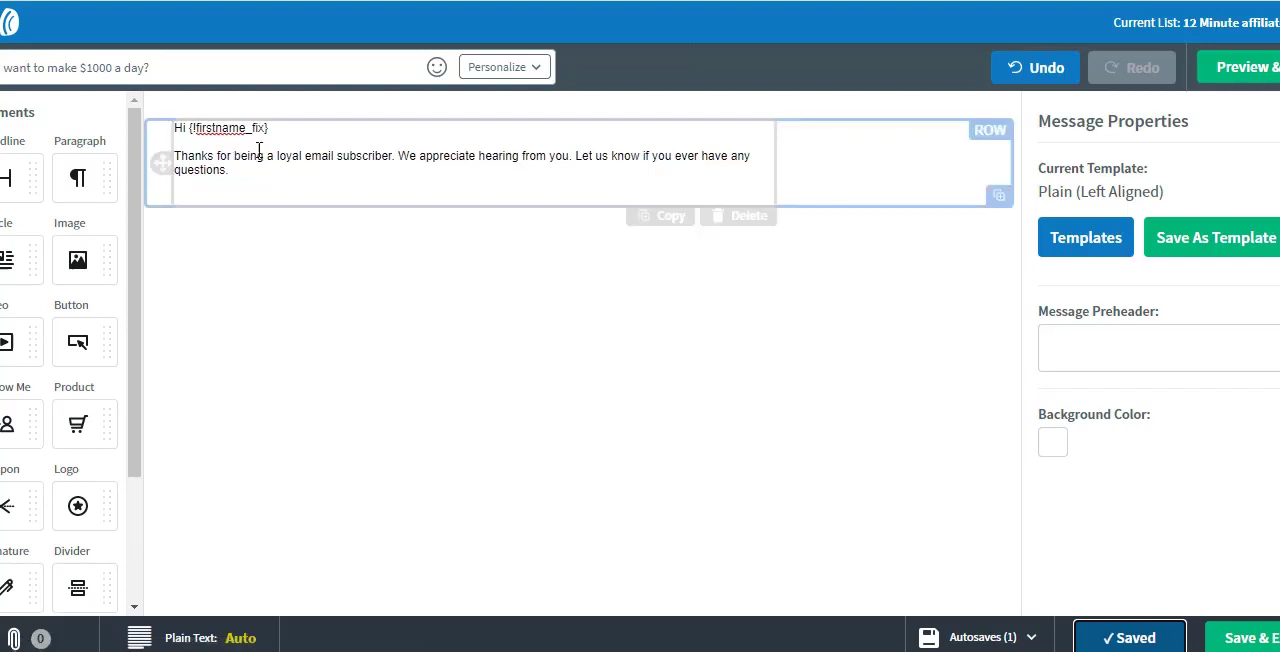 Current List: 12 Minute affiliat
want to make $1000 a day?
Personalize
Undo
Redo
Preview &
ments
dline
Paragraph
cle
Image
eo
Button
ow Me
Product
pon
Logo
nature
Divider
Hi {!firstname_fix}
Thanks for being a loyal email subscriber. We appreciate hearing from you. Let us know if you ever have any
questions.
ROW
Copy
Delete
Message Properties
Current Template:
Plain (Left Aligned)
Templates
Save As Template
Message Preheader:
Background Color:
0
Plain Text: Auto
Autosaves (1)
✓ Saved
Save & E